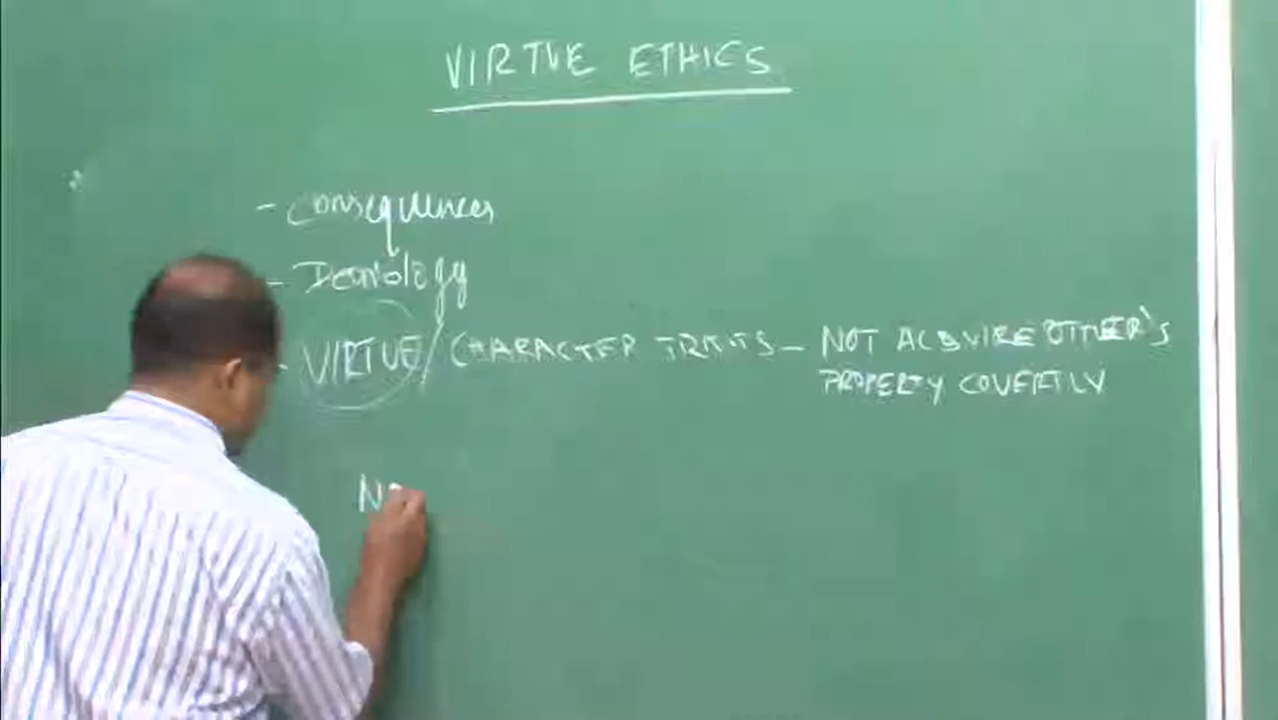 VIRTUE ETHICS
- Consequences
- Deontology
- VIRTUE/ CHARACTER TRAITS - NOT ACQUIRE OTHER'S
PROPERTY COVERTLY
N